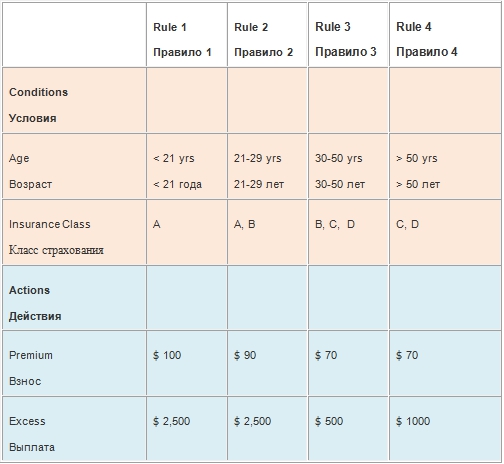 Rule 1 Rule 2 Rule 3 Rule 4
Правило 1 Правило 2 Правило 3 Правило 4
Conditions
Условия
Age < 21 yrs 21-29 yrs 30-50 yrs > 50 yrs
Возраст < 21 года 21-29 лет 30-50 лет > 50 лет
Insurance Class A A, B B, C, D C, D
Класс страхования
Actions
Действия
Premium $ 100 $ 90 $ 70 $ 70
Взнос
Excess $ 2,500 $ 2,500 $ 500 $ 1000
Выплата